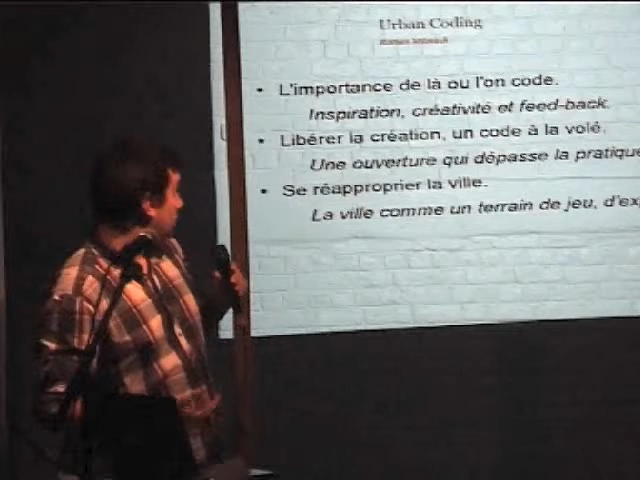 Urban Coding
• L'importance de là ou l'on code.
Inspiration, créativité et feed-back.
• Libérer la création, un code à la volé.
Une ouverture qui dépasse la pratique
• Se réapproprier la ville.
La ville comme un terrain de jeu, d'ex